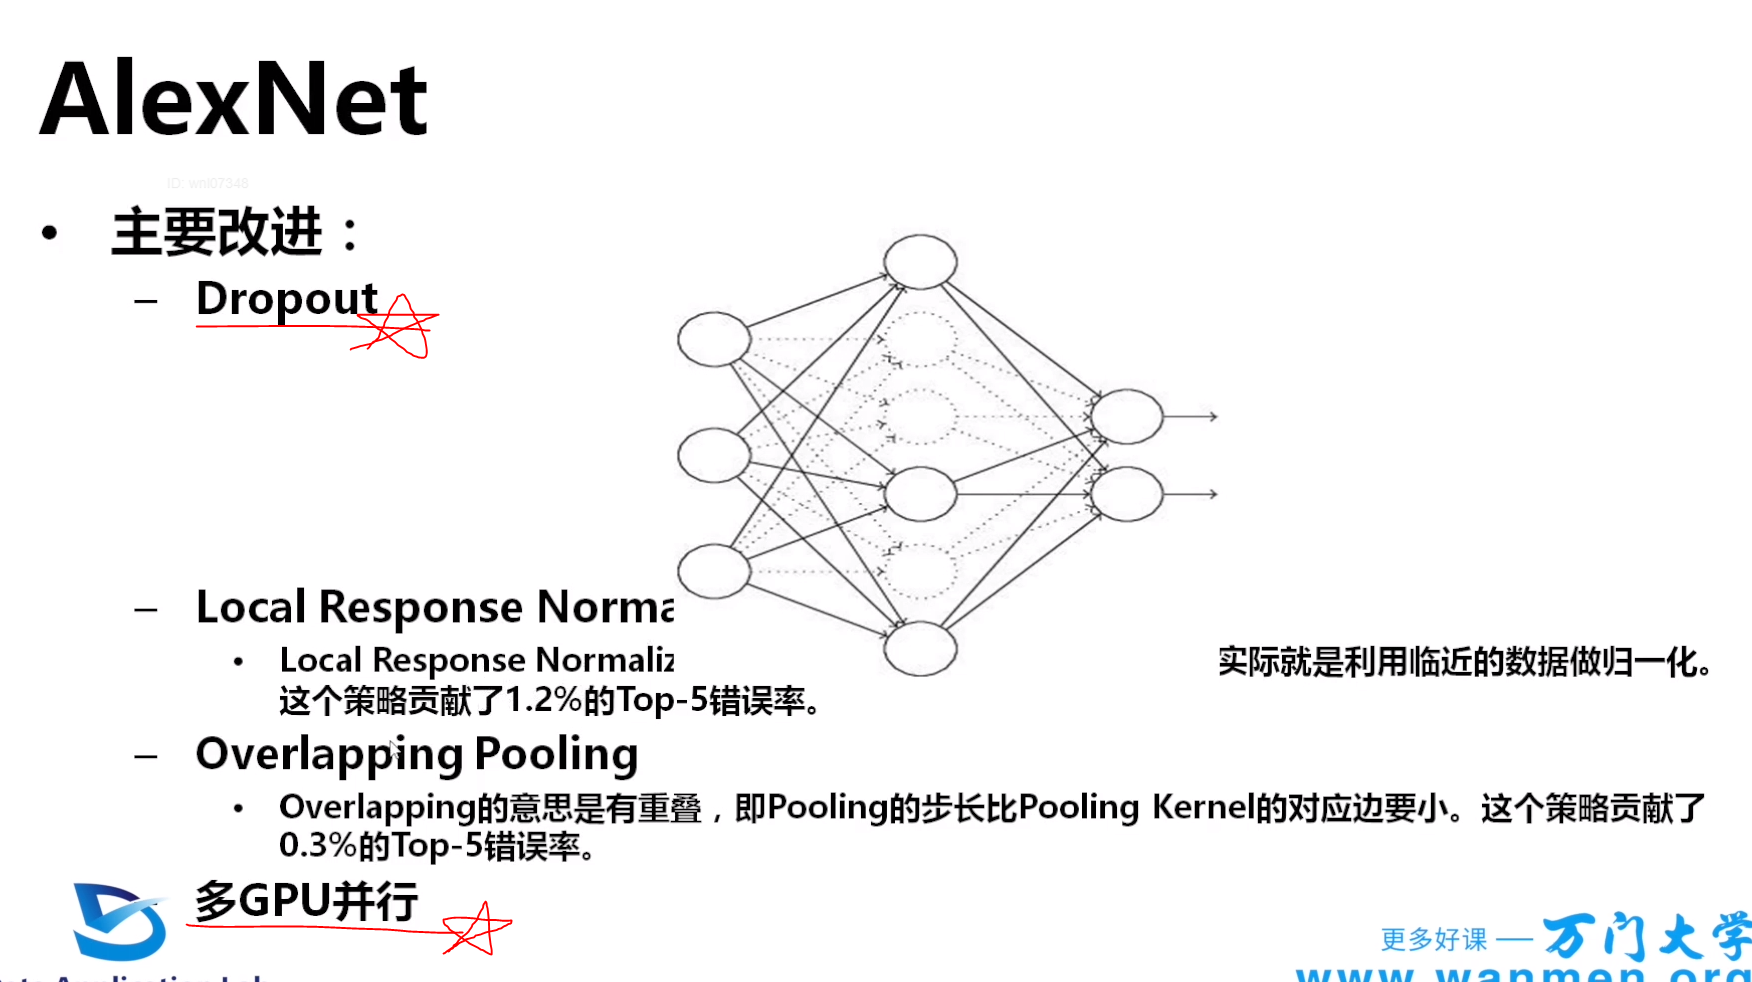 AlexNet
ID: wnl07348
• 主要改进：
– Dropout
– Local Response Norma
• Local Response Normaliz 实际就是利用临近的数据做归一化。
这个策略贡献了1.2%的Top-5错误率。
– Overlapping Pooling
• Overlapping的意思是有重叠，即Pooling的步长比Pooling Kernel的对应边要小。这个策略贡献了
0.3%的Top-5错误率。
– 多GPU并行
更多好课 — 万门大学
www.wanmen.org